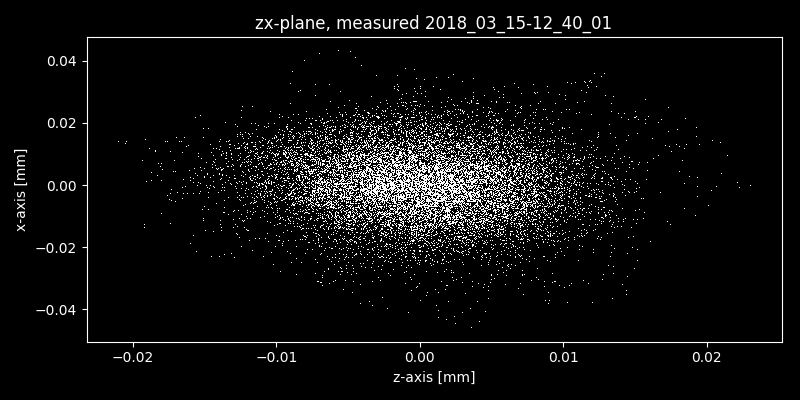 zx-plane, measured 2018_03_15-12_40_01
0.04
0.02
0.00
−0.02
−0.04
x-axis [mm]
−0.02 −0.01 0.00 0.01 0.02
z-axis [mm]